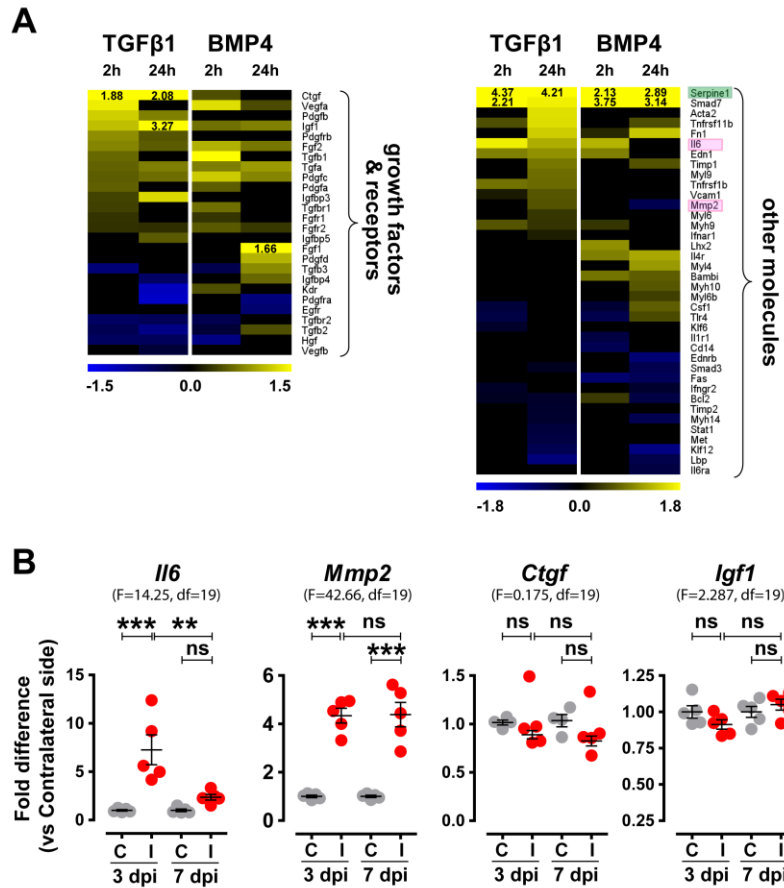 A
TGFβ1 BMP4
2h 24h 2h 24h
1.88 2.08 Ctgf
Vegfa
Pdgfb
3.27 Igf1
Pdgfrb
Fgf2
Tgfb1
Tgfa
Pdgfc
Pdgfa
Igfbp3
Tgfbr1
Fgfr1
Fgfr2
Igfbp5
1.66 Fgf1
Pdgfd
Tgfb3
Igfbp4
Kdr
Pdgfra
Egfr
Tgfbr2
Tgfb2
Hgf
Vegfb
growth factors
& receptors
-1.5 0.0 1.5
TGFβ1 BMP4
2h 24h 2h 24h
4.37 4.21 2.13 2.89 Serpine1
2.21 3.75 3.14 Smad7
Acta2
Tnfrsf11b
Fn1
Il6
Edn1
Timp1
Myl9
Tnfrsf1b
Vcam1
Mmp2
Myl6
Myh9
Ifnar1
Lhx2
Il4r
Myl4
Bambi
Myh10
Myl6b
Csf1
Tlr4
Klf6
Il1r1
Cd14
Ednrb
Smad3
Fas
Ifngr2
Bcl2
Timp2
Myh14
Stat1
Met
Klf12
Lbp
Il6ra
other molecules
-1.8 0.0 1.8
B
Fold difference
(vs Contralateral side)
Il6
(F=14.25, df=19)
*** **
ns
15
10
5
0
C I C I
3 dpi 7 dpi
Mmp2
(F=42.66, df=19)
*** ns
***
6
4
2
0
C I C I
3 dpi 7 dpi
Ctgf
(F=0.175, df=19)
ns ns
ns
1.5
1.0
0.5
0.0
C I C I
3 dpi 7 dpi
Igf1
(F=2.287, df=19)
ns ns
ns
1.25
1.00
0.75
0.50
0.25
0.00
C I C I
3 dpi 7 dpi